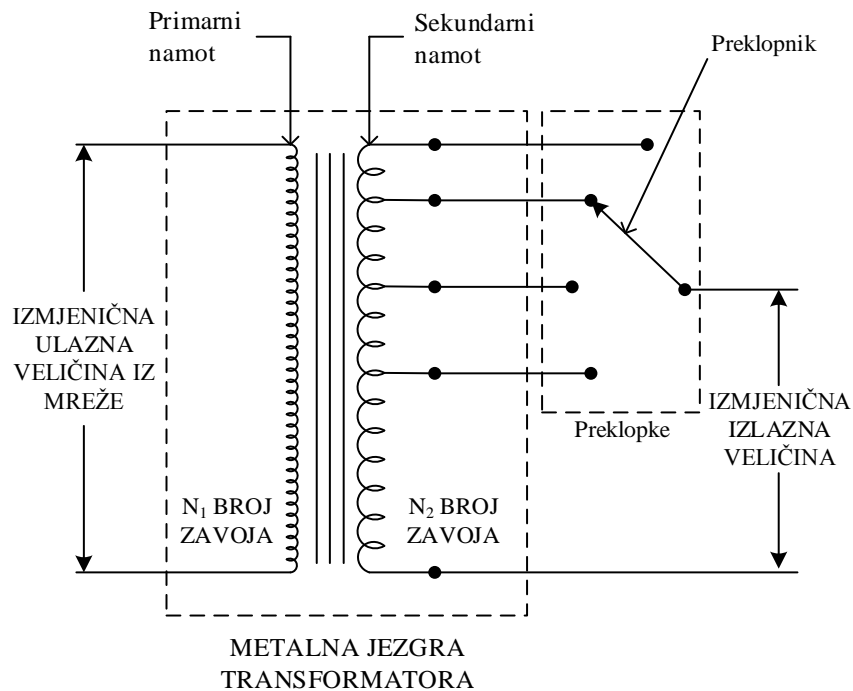 Primarni
namot
Sekundarni
namot
Preklopnik
IZMJENIČNA
ULAZNA
VELIČINA IZ
MREŽE
N₁ BROJ
ZAVOJA
N₂ BROJ
ZAVOJA
Preklopke
IZMJENIČNA
IZLAZNA
VELIČINA
METALNA JEZGRA
TRANSFORMATORA